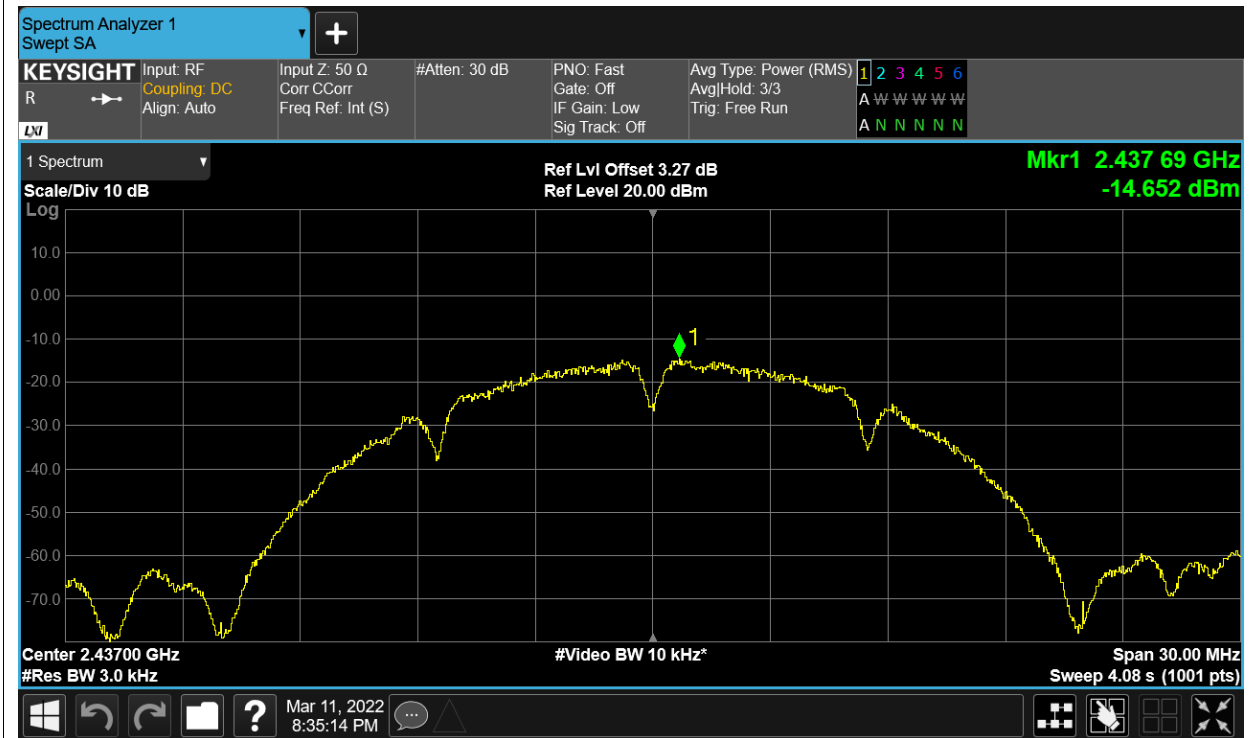 Spectrum Analyzer 1
Swept SA
KEYSIGHT
R
LXI
Input: RF
Coupling: DC
Align: Auto
Input Z: 50 Ω
Corr CCorr
Freq Ref: Int (S)
#Atten: 30 dB
PNO: Fast
Gate: Off
IF Gain: Low
Sig Track: Off
Avg Type: Power (RMS)
Avg|Hold: 3/3
Trig: Free Run
1 2 3 4 5 6
A W W W W W
A N N N N N
1 Spectrum
Scale/Div 10 dB
Ref Lvl Offset 3.27 dB
Ref Level 20.00 dBm
Mkr1 2.437 69 GHz
-14.652 dBm
Log
10.0
0.00
-10.0
-20.0
-30.0
-40.0
-50.0
-60.0
-70.0
1
Center 2.43700 GHz
#Res BW 3.0 kHz
#Video BW 10 kHz*
Span 30.00 MHz
Sweep 4.08 s (1001 pts)
?
Mar 11, 2022
8:35:14 PM